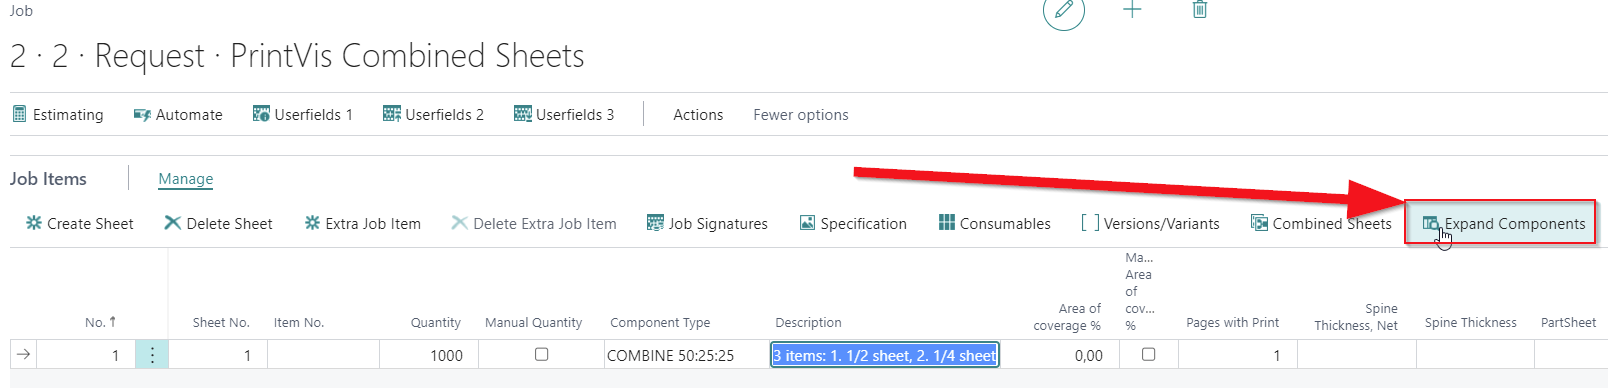 Job
2 · 2 · Request · PrintVis Combined Sheets
Estimating Automate Userfields 1 Userfields 2 Userfields 3 Actions Fewer options
Job Items Manage
Create Sheet Delete Sheet Extra Job Item Delete Extra Job Item Job Signatures Specification Consumables Versions/Variants Combined Sheets Expand Components
No. ↑ Sheet No. Item No. Quantity Manual Quantity Component Type Description Area of coverage % Ma... Area of cov... % Pages with Print Spine Thickness, Net Spine Thickness PartSheet
→ 1 1 1000 COMBINE 50:25:25 3 items: 1. 1/2 sheet, 2. 1/4 sheet 0,00 1